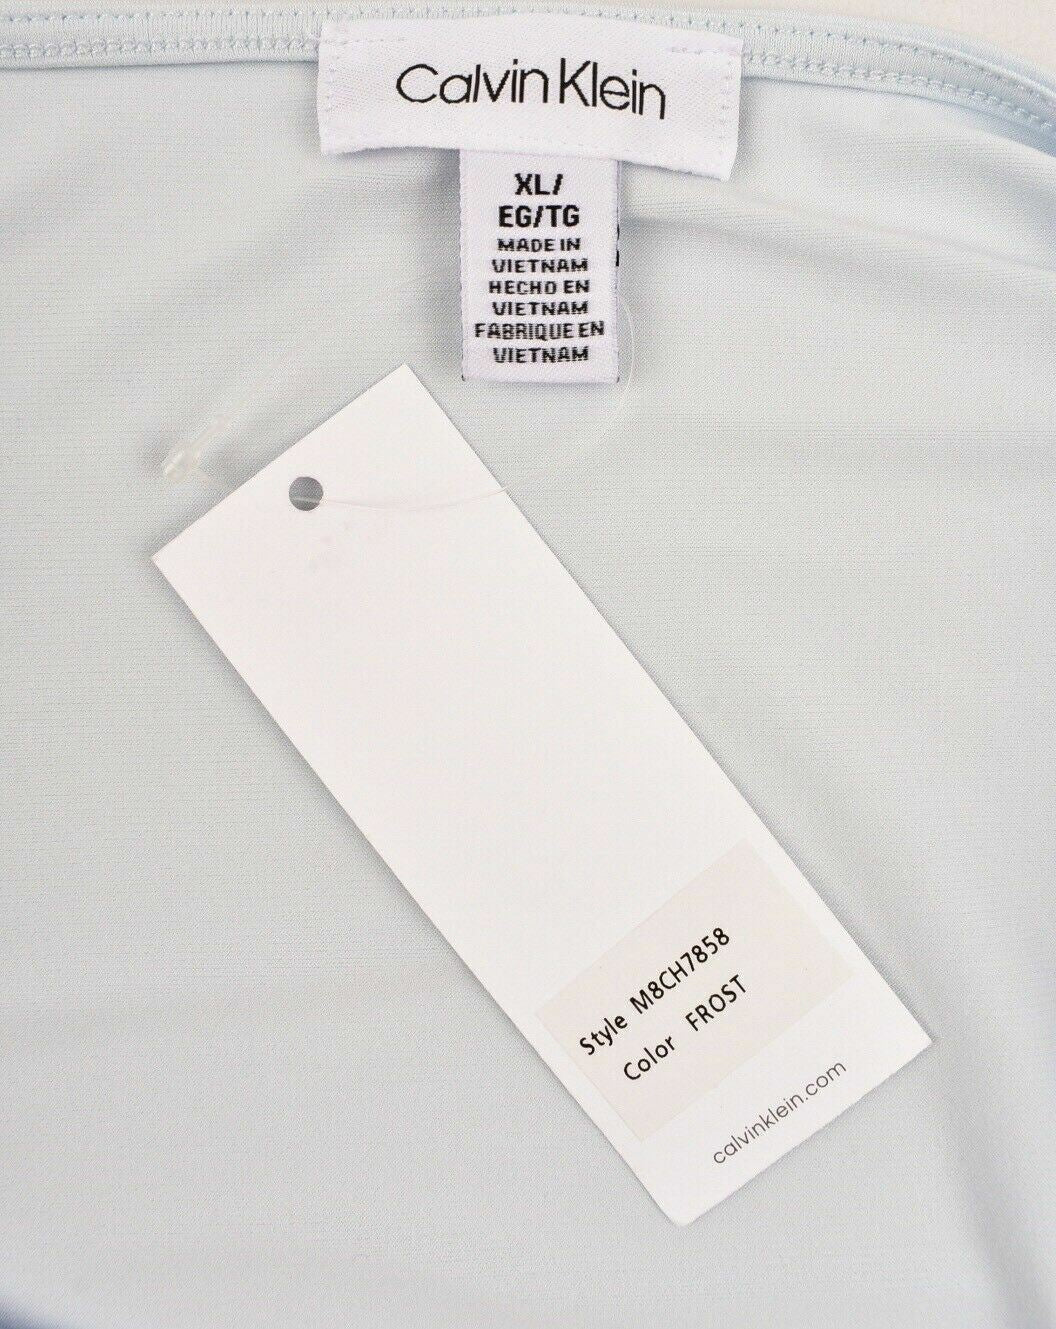 Calvin Klein
XL/
EG/TG
MADE IN
VIETNAM
HECHO EN
VIETNAM
FABRIQUE EN
VIETNAM
Style M8CH7858
Color FROST
calvinklein.com